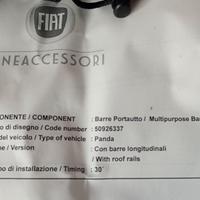 FIAT
NEACCESSORI
ONENTE / COMPONENT : Barre Portautto / Multipurpose Ba
o di disegno / Code number : 50926337
del veicolo / Type of vehicle : Panda
ne / Version : Con barre longitudinali
/ With roof rails
o di installazione / Timing : 30´